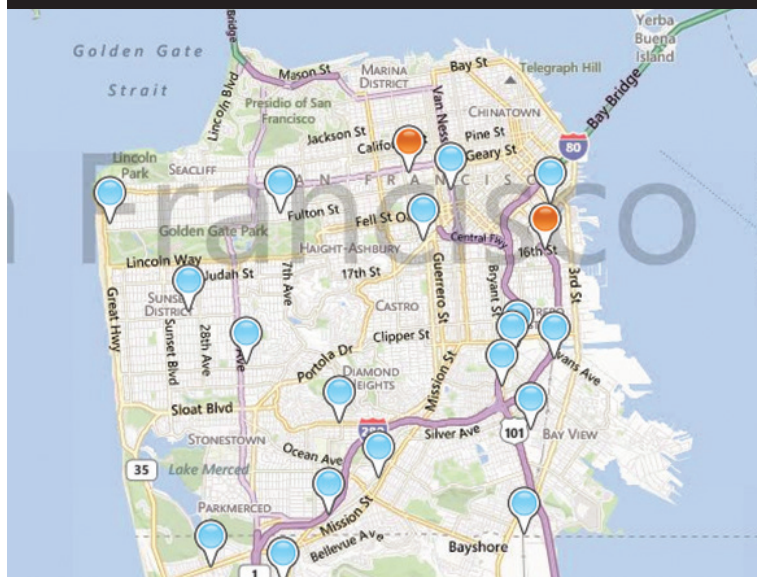 Bridge
Yerba
Buena
Island
Golden Gate
Strait
Mason St
MARINA
DISTRICT
Bay St
Telegraph Hill
Lincoln Blvd
Presidio of San
Francisco
Van Ness
CHINATOWN
Bay Bridge
Jackson St
Pine St
Geary St
80
Lincoln
Park
SEACLIFF
Francisco
Fulton St
Fell St
Golden Gate Park
HAIGHT-ASHBURY
Central Fwy
16th St
Lincoln Way
Judah St
17th St
7th Ave
Guerrero St
Bryant St
3rd St
Great Hwy
SUNSET
DISTRICT
Sunset Blvd
28th Ave
Ave
CASTRO
Clipper St
Portola Dr
DIAMOND
HEIGHTS
Mission St
Sloat Blvd
STONESTOWN
Silver Ave
101
BAY VIEW
Ocean Ave
35
Lake Merced
PARKMERCED
Mission St
Bellevue Ave
Bayshore
1